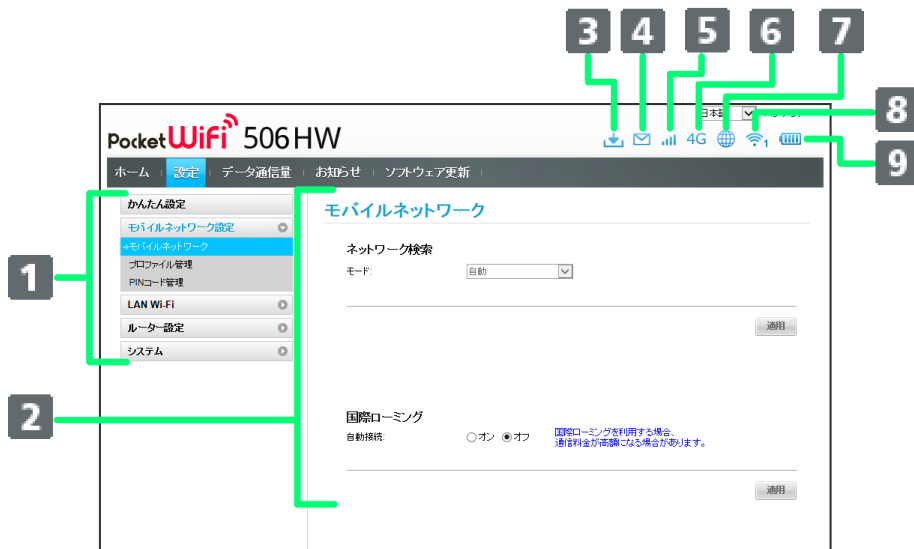 3 4 5 6 7
8
9
日本語
Pocket WiFi 506HW
4G 1
ホーム 設定 データ通信量 お知らせ ソフトウェア更新
1
かんたん設定
モバイルネットワーク設定
→モバイルネットワーク
プロファイル管理
PINコード管理
LAN Wi-Fi
ルーター設定
システム
2
モバイルネットワーク
ネットワーク検索
モード: 自動
適用
国際ローミング
自動接続: オン オフ 国際ローミングを利用する場合、
通信料金が高額になる場合があります。
適用